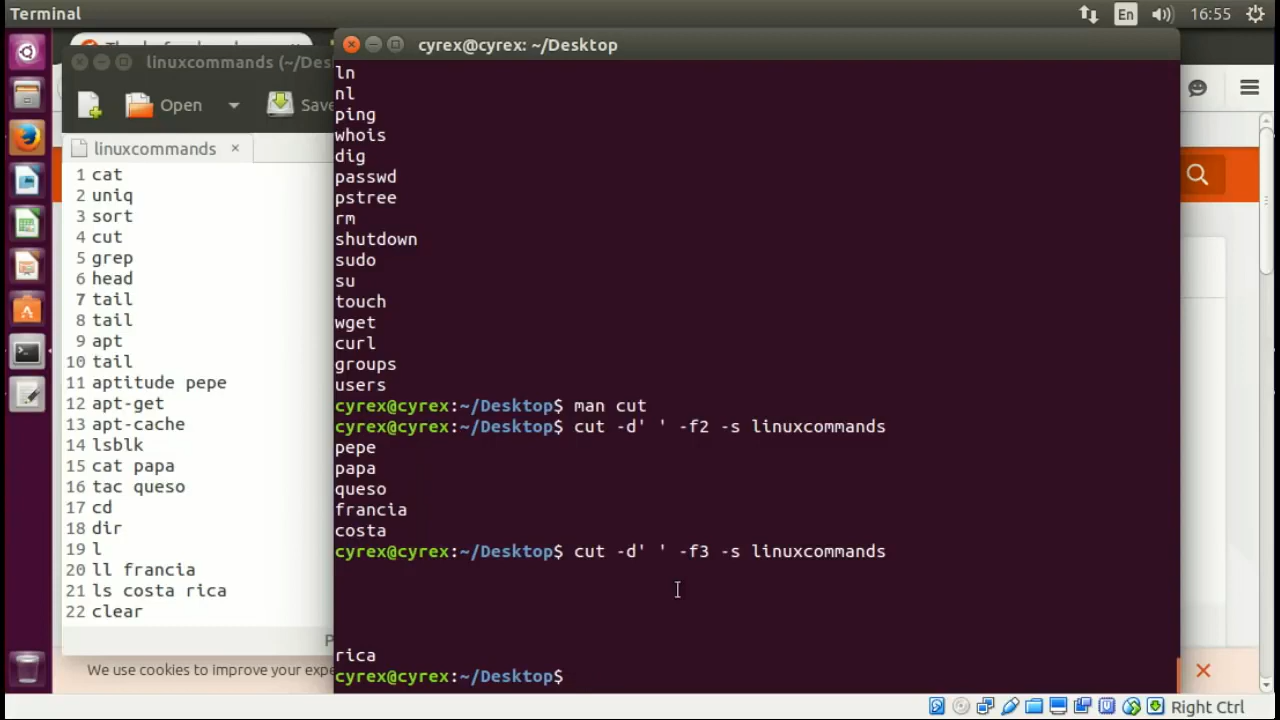 Terminal
En
16:55
cyrex@cyrex: ~/Desktop
linuxcommands (~/Des
Open
Save
linuxcommands ×
1 cat
2 uniq
3 sort
4 cut
5 grep
6 head
7 tail
8 tail
9 apt
10 tail
11 aptitude pepe
12 apt-get
13 apt-cache
14 lsblk
15 cat papa
16 tac queso
17 cd
18 dir
19 l
20 ll francia
21 ls costa rica
22 clear
We use cookies to improve your expe
ln
nl
ping
whois
dig
passwd
pstree
rm
shutdown
sudo
su
touch
wget
curl
groups
users
cyrex@cyrex:~/Desktop$ man cut
cyrex@cyrex:~/Desktop$ cut -d' ' -f2 -s linuxcommands
pepe
papa
queso
francia
costa
cyrex@cyrex:~/Desktop$ cut -d' ' -f3 -s linuxcommands
rica
cyrex@cyrex:~/Desktop$
Right Ctrl